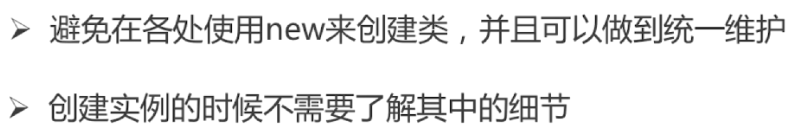 ➢ 避免在各处使用new来创建类，并且可以做到统一维护
➢ 创建实例的时候不需要了解其中的细节